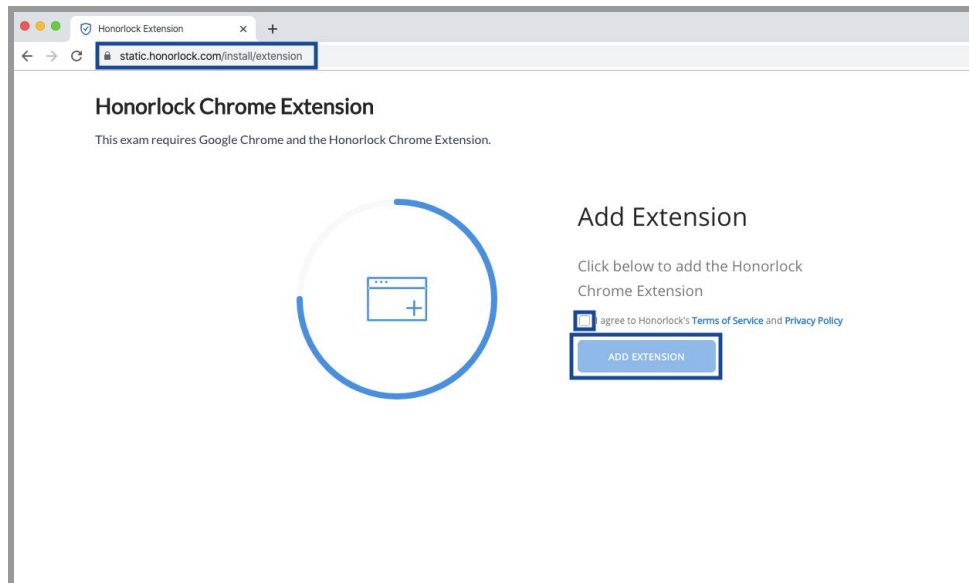 Honorlock Extension
static.honorlock.com/install/extension
Honorlock Chrome Extension
This exam requires Google Chrome and the Honorlock Chrome Extension.
Add Extension
Click below to add the Honorlock
Chrome Extension
I agree to Honorlock's Terms of Service and Privacy Policy
ADD EXTENSION